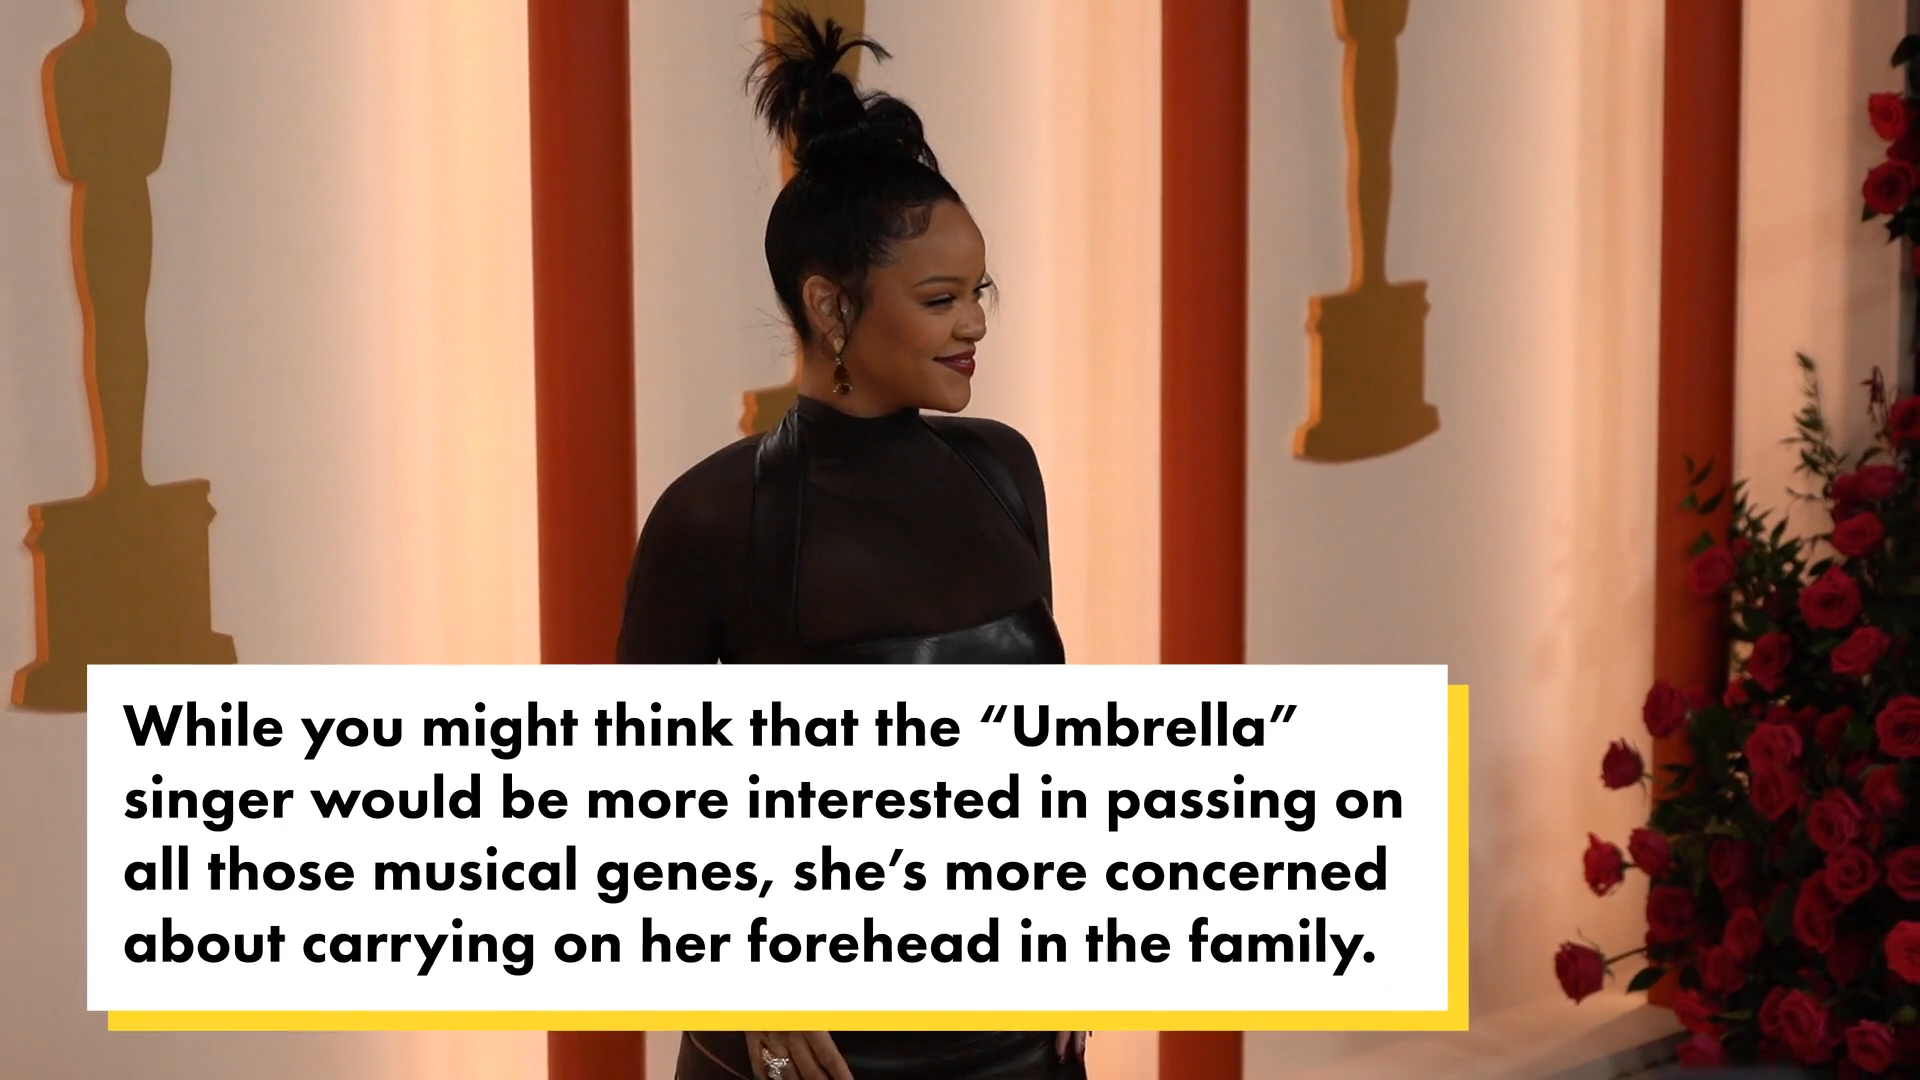 While you might think that the “Umbrella”
singer would be more interested in passing on
all those musical genes, she’s more concerned
about carrying on her forehead in the family.